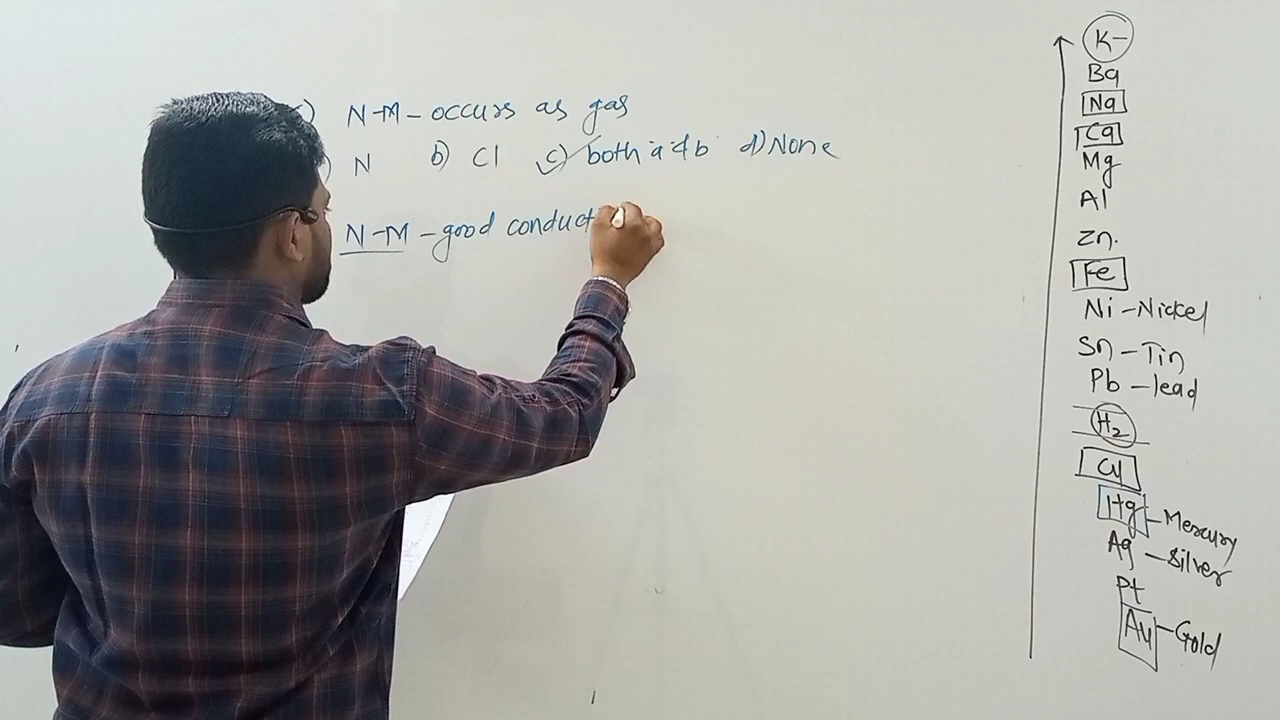 ) N-M - occurs as gas
) N b) Cl c) both a & b d) None
N-M - good conduct
K
Ba
Na
Ca
Mg
Al
Zn.
Fe
Ni - Nickel
Sn - Tin
Pb - lead
H2
Cu
Hg - Mercury
Ag - Silver
Pt
Au - Gold